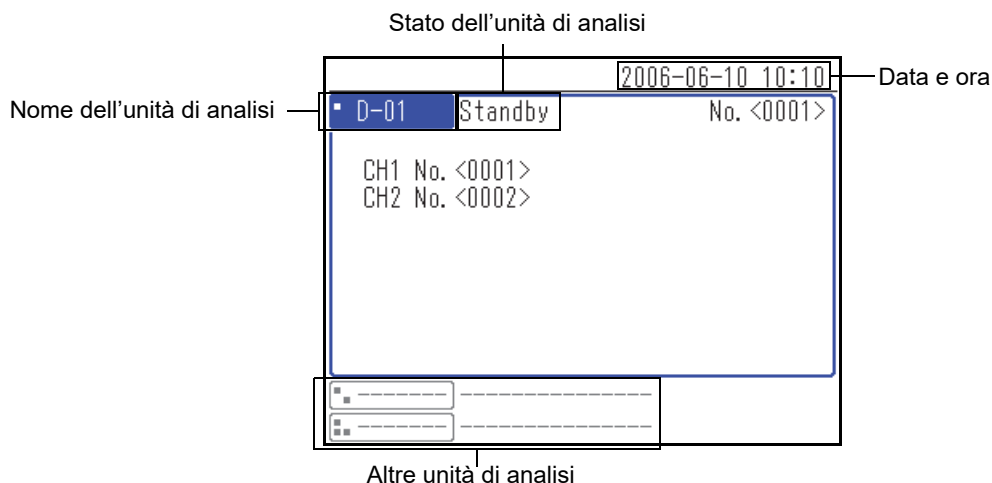 Stato dell'unità di analisi
2006-06-10 10:10
Data e ora
Nome dell'unità di analisi
D-01
Standby
No.<0001>
CH1 No.<0001>
CH2 No.<0002>
------- ---------------
------- ---------------
Altre unità di analisi